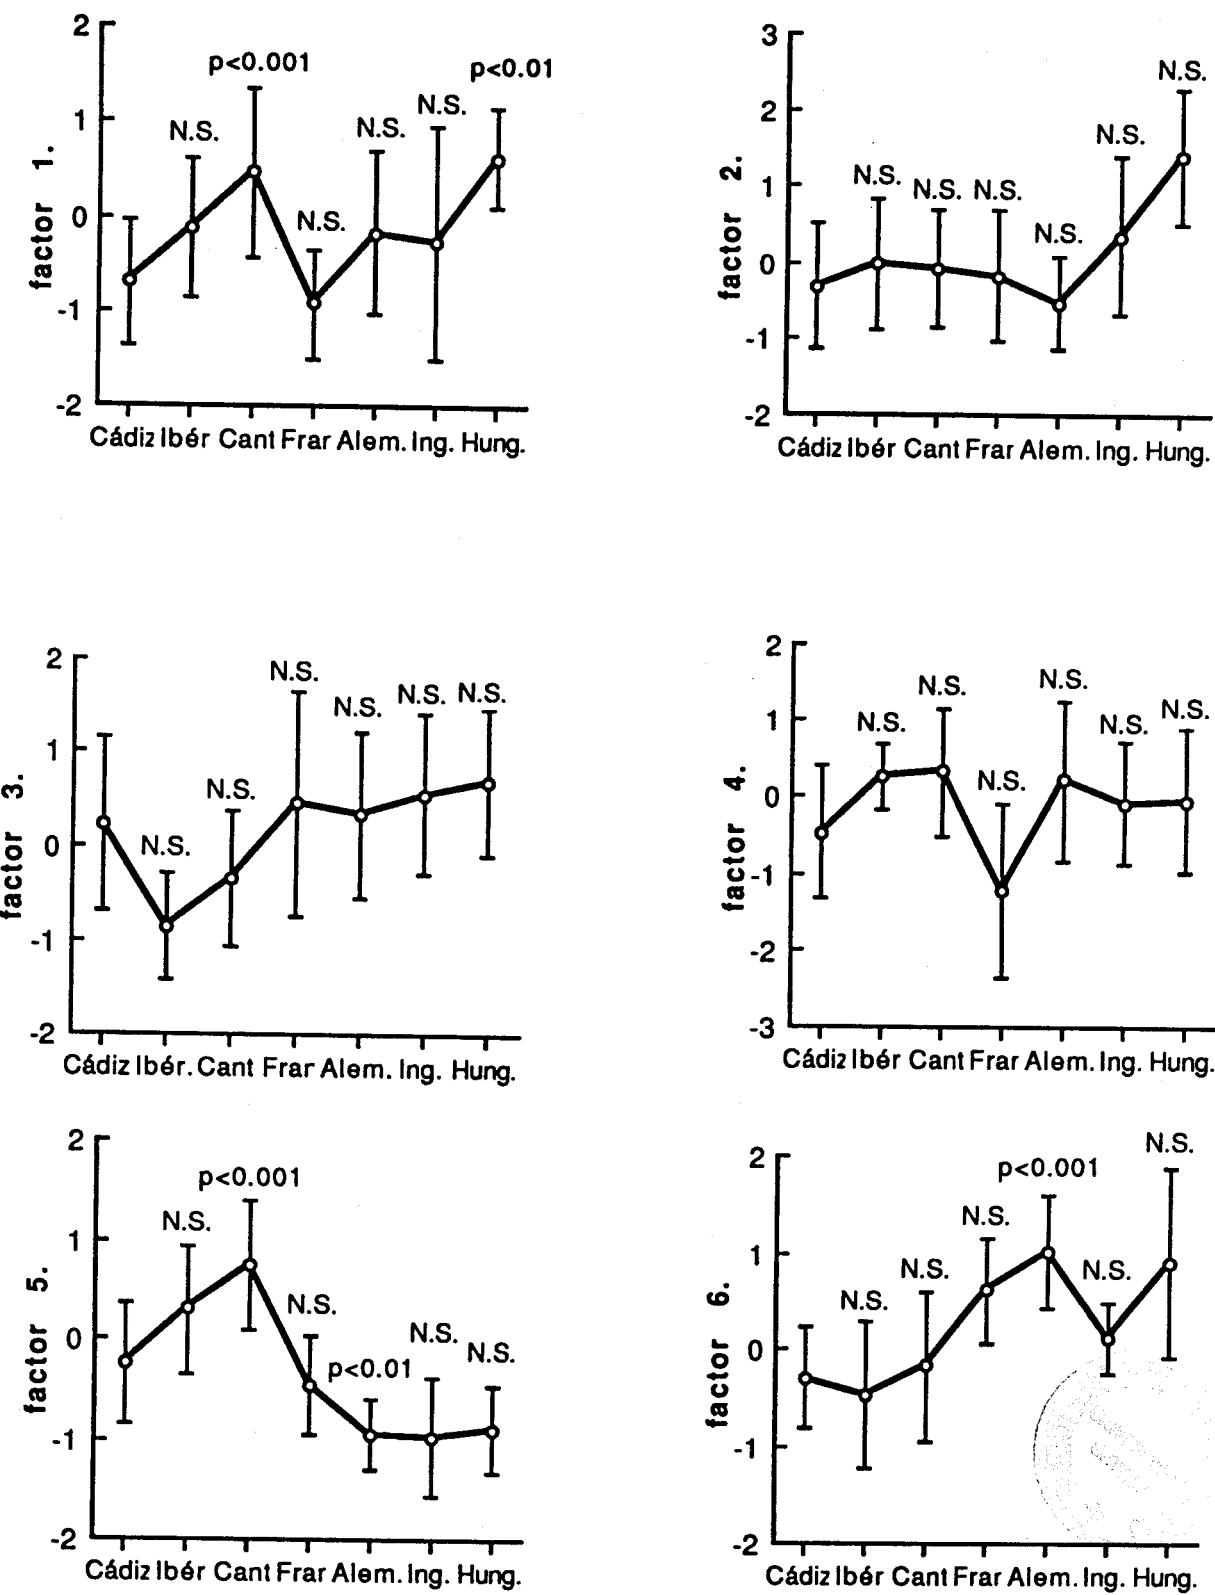 2
p<0.001
p<0.01
N.S.
N.S.
N.S.
1
N.S.
0
-1
-2
factor 1.
Cádiz Ibér Cant Frar Alem. Ing. Hung.
3
N.S.
2
N.S.
N.S. N.S. N.S.
1
N.S.
0
-1
-2
factor 2.
Cádiz Ibér Cant Frar Alem. Ing. Hung.
2
N.S.
N.S. N.S. N.S.
1
N.S.
N.S.
0
-1
-2
factor 3.
Cádiz Ibér. Cant Frar Alem. Ing. Hung.
2
N.S. N.S.
N.S. N.S. N.S.
1
N.S.
0
-1
-2
-3
factor 4.
Cádiz Ibér Cant Frar Alem. Ing. Hung.
2
p<0.001
N.S.
1
N.S.
N.S.
N.S.
p<0.01
0
-1
-2
factor 5.
Cádiz Ibér Cant Frar Alem. Ing. Hung.
2
N.S.
p<0.001
N.S.
1
N.S. N.S.
N.S.
0
-1
-2
factor 6.
Cádiz Ibér Cant Frar Alem. Ing. Hung.